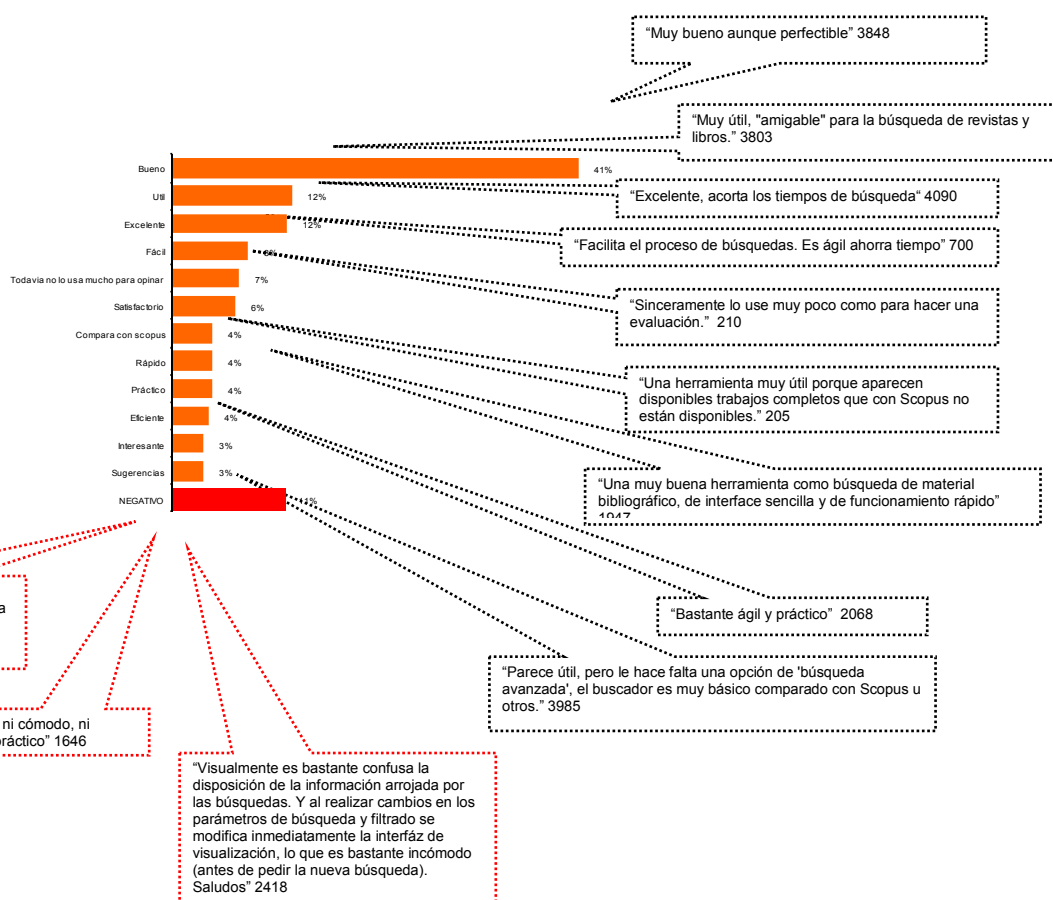 “Muy bueno aunque perfectible” 3848
“Muy útil, "amigable" para la búsqueda de revistas y
libros.” 3803
Bueno 41%
Util 12%
“Excelente, acorta los tiempos de búsqueda“ 4090
Excelente 12%
“Facilita el proceso de búsquedas. Es ágil ahorra tiempo” 700
Fácil
Todavia no lo usa mucho para opinar 7%
Satisfactorio 6%
“Sinceramente lo use muy poco como para hacer una
evaluación.” 210
Compara con scopus 4%
Rápido 4%
Práctico 4%
“Una herramienta muy útil porque aparecen
disponibles trabajos completos que con Scopus no
están disponibles.” 205
Eficiente 4%
Interesante 3%
Sugerencias 3%
“Una muy buena herramienta como búsqueda de material
bibliográfico, de interface sencilla y de funcionamiento rápido”
1947
NEGATIVO
a
“Bastante ágil y práctico” 2068
“Parece útil, pero le hace falta una opción de 'búsqueda
avanzada', el buscador es muy básico comparado con Scopus u
otros.” 3985
ni cómodo, ni
ráctico” 1646
“Visualmente es bastante confusa la
disposición de la información arrojada por
las búsquedas. Y al realizar cambios en los
parámetros de búsqueda y filtrado se
modifica inmediatamente la interfáz de
visualización, lo que es bastante incómodo
(antes de pedir la nueva búsqueda).
Saludos” 2418